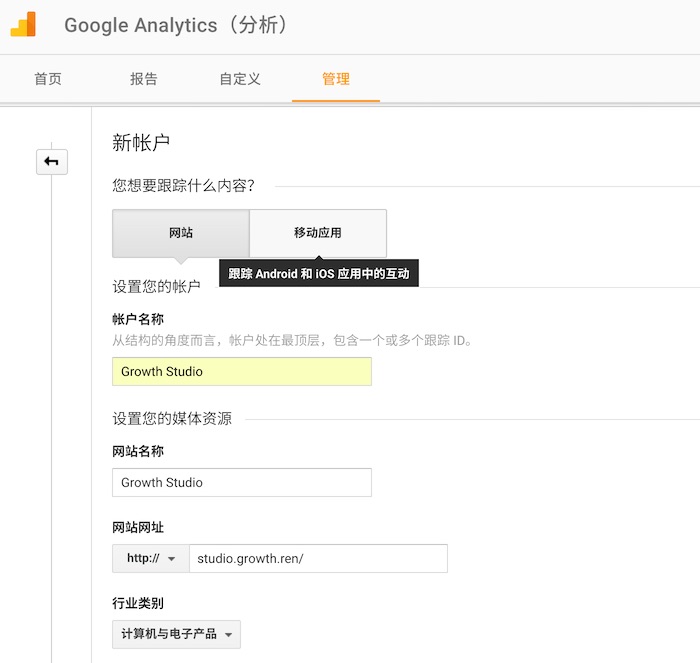 Google Analytics（分析）
首页 报告 自定义 管理
新帐户
您想要跟踪什么内容？
网站 移动应用
跟踪 Android 和 iOS 应用中的互动
设置您的帐户
帐户名称
从结构的角度而言，帐户处在最顶层，包含一个或多个跟踪 ID。
Growth Studio
设置您的媒体资源
网站名称
Growth Studio
网站网址
http:// studio.growth.ren/
行业类别
计算机与电子产品